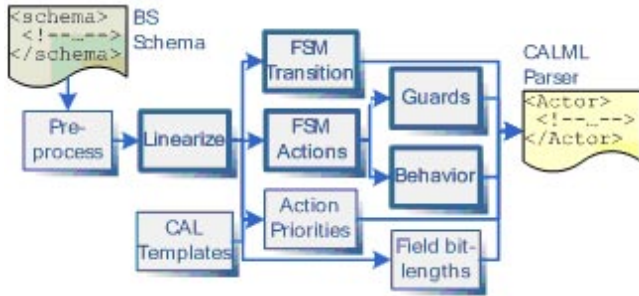 <schema>
<!--...-->
</schema>
BS
Schema
Pre-
process
Linearize
FSM
Transition
FSM
Actions
Guards
Behavior
CAL
Templates
Action
Priorities
Field bit-
lengths
CALML
Parser
<Actor>
<!--...-->
</Actor>